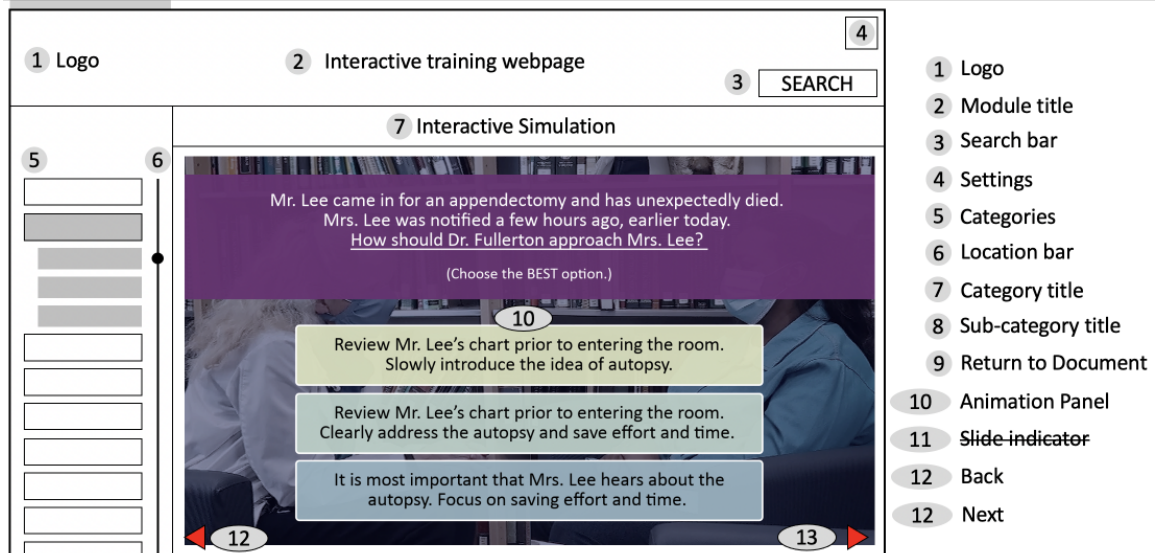 4
1 Logo
2 Interactive training webpage
3 SEARCH
7 Interactive Simulation
5
6
Mr. Lee came in for an appendectomy and has unexpectedly died.
Mrs. Lee was notified a few hours ago, earlier today.
How should Dr. Fullerton approach Mrs. Lee?
(Choose the BEST option.)
10
Review Mr. Lee's chart prior to entering the room.
Slowly introduce the idea of autopsy.
Review Mr. Lee's chart prior to entering the room.
Clearly address the autopsy and save effort and time.
It is most important that Mrs. Lee hears about the
autopsy. Focus on saving effort and time.
12
13
1 Logo
2 Module title
3 Search bar
4 Settings
5 Categories
6 Location bar
7 Category title
8 Sub-category title
9 Return to Document
10 Animation Panel
11 Slide indicator
12 Back
12 Next